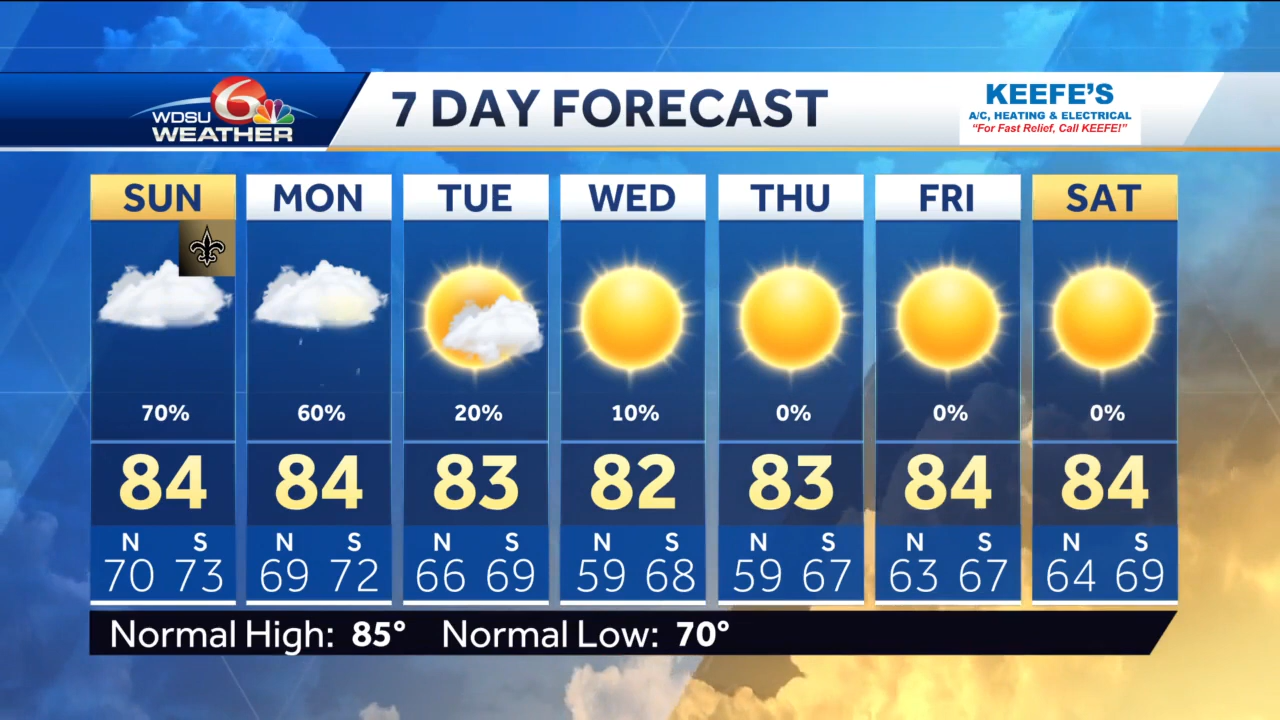 WDSU 6
WEATHER
7 DAY FORECAST
KEEFE'S
A/C, HEATING & ELECTRICAL
"For Fast Relief, Call KEEFE!"
SUN MON TUE WED THU FRI SAT
70% 60% 20% 10% 0% 0% 0%
84 84 83 82 83 84 84
N S N S N S N S N S N S N S
70 73 69 72 66 69 59 68 59 67 63 67 64 69
Normal High: 85° Normal Low: 70°